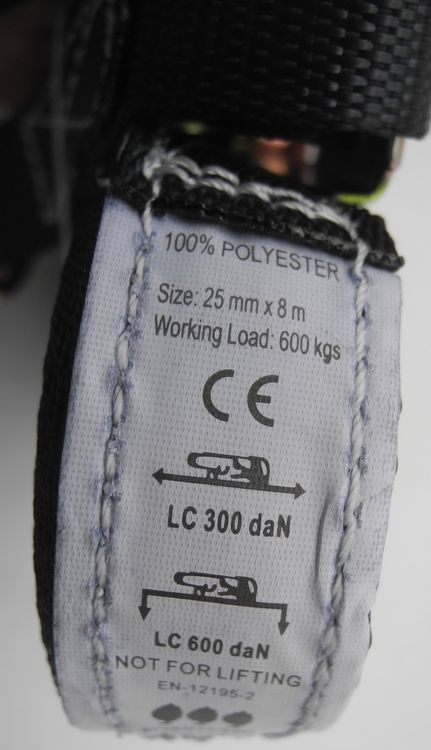 100% POLYESTER
Size: 25 mm x 8 m
Working Load: 600 kgs
CE
LC 300 daN
LC 600 daN
NOT FOR LIFTING
EN-12195-2